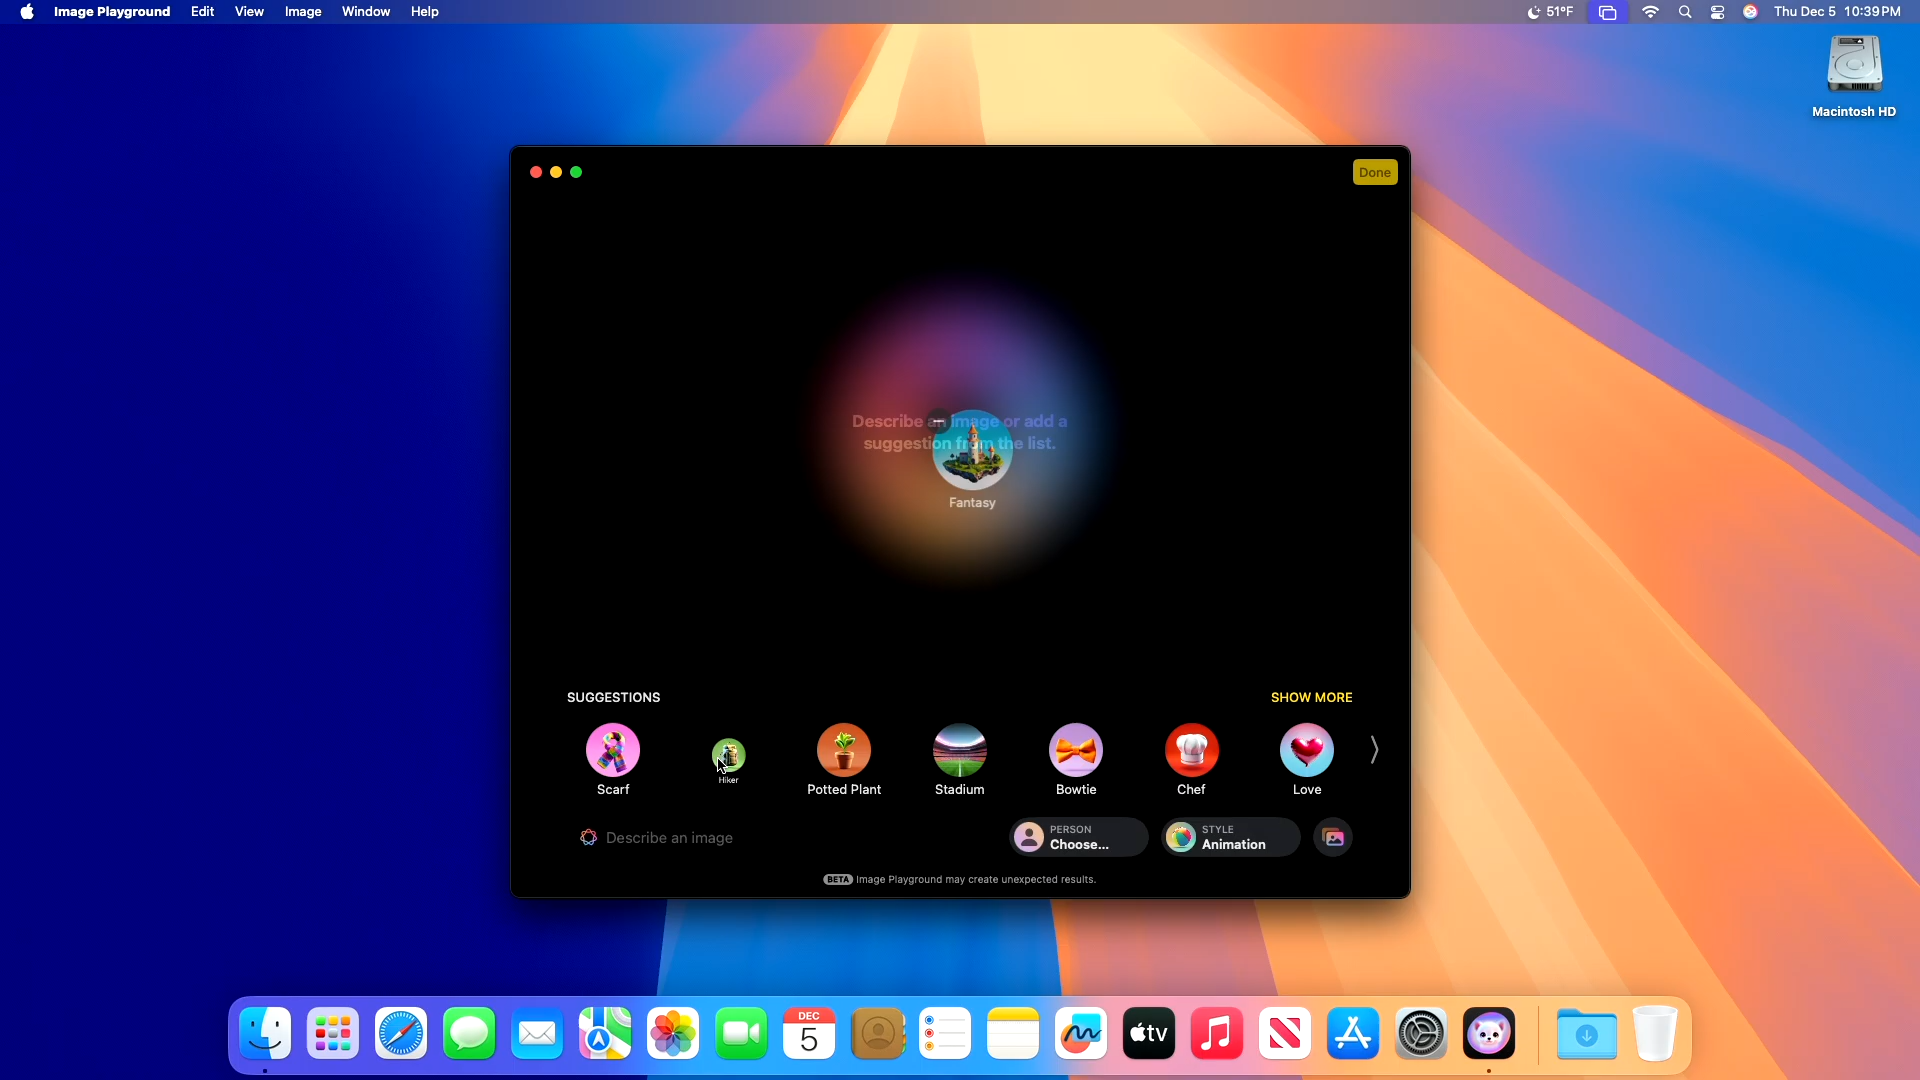 Image Playground Edit View Image Window Help 51°F Thu Dec 5 10:39 PM
Macintosh HD
Done
Describe an image or add a
suggestion from the list.
Fantasy
SUGGESTIONS SHOW MORE
Scarf Hiker Potted Plant Stadium Bowtie Chef Love
Describe an image
PERSON
Choose...
STYLE
Animation
BETA Image Playground may create unexpected results.
DEC
5
tv